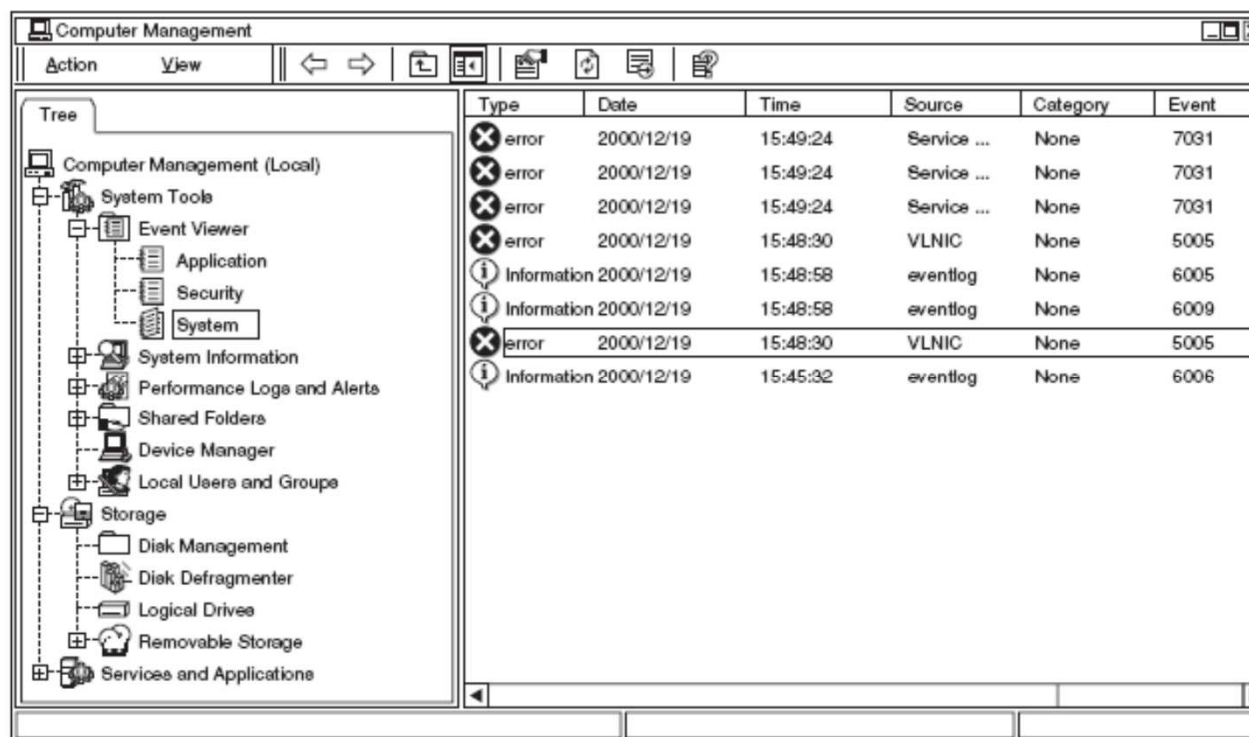 Computer Management
Action View
Tree
Computer Management (Local)
System Tools
Event Viewer
Application
Security
System
System Information
Performance Logs and Alerts
Shared Folders
Device Manager
Local Users and Groups
Storage
Disk Management
Disk Defragmenter
Logical Drives
Removable Storage
Services and Applications
Type Date Time Source Category Event
error 2000/12/19 15:49:24 Service ... None 7031
error 2000/12/19 15:49:24 Service ... None 7031
error 2000/12/19 15:49:24 Service ... None 7031
error 2000/12/19 15:48:30 VLNIC None 5005
Information 2000/12/19 15:48:58 eventlog None 6005
Information 2000/12/19 15:48:58 eventlog None 6009
error 2000/12/19 15:48:30 VLNIC None 5005
Information 2000/12/19 15:45:32 eventlog None 6006